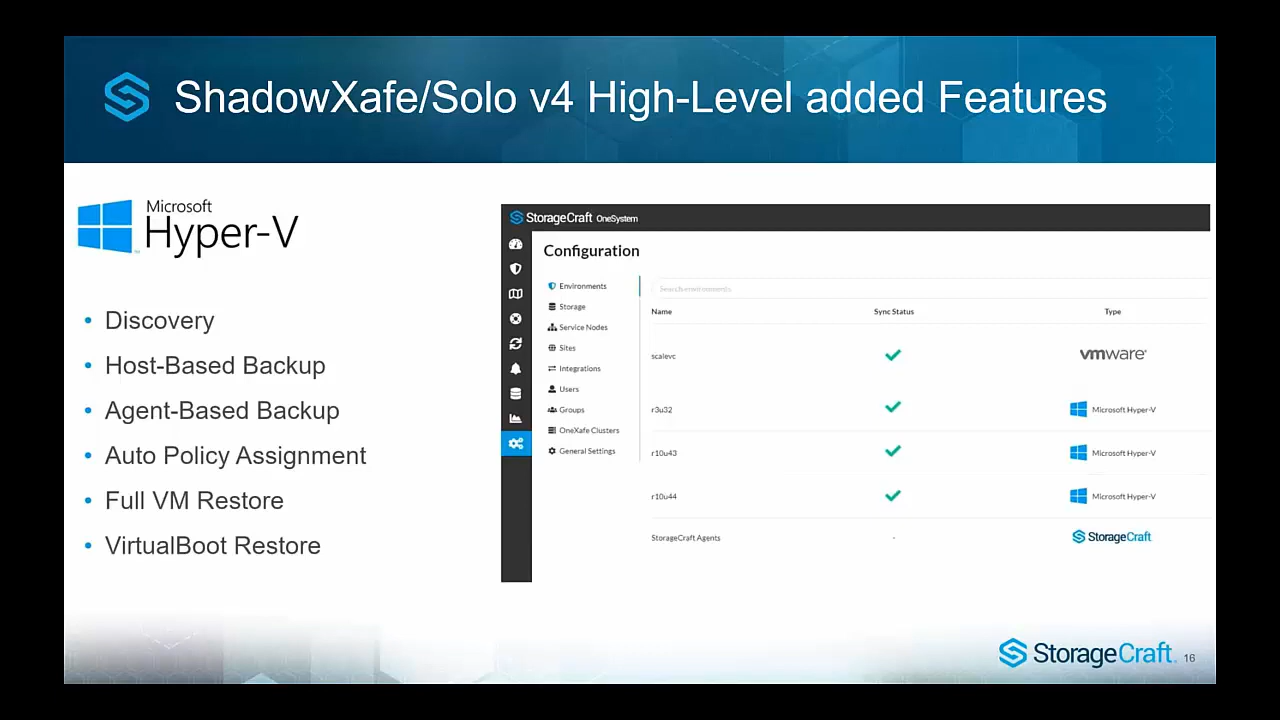 ShadowXafe/Solo v4 High-Level added Features
Microsoft
Hyper-V
• Discovery
• Host-Based Backup
• Agent-Based Backup
• Auto Policy Assignment
• Full VM Restore
• VirtualBoot Restore
StorageCraft OneSystem
Configuration
Environments
Storage
Service Nodes
Sites
Integrations
Users
Groups
OneXafe Clusters
General Settings
Search environments
Name Sync Status Type
scalevc vmware®
r3u32 Microsoft Hyper-V
r10u43 Microsoft Hyper-V
r10u44 Microsoft Hyper-V
StorageCraft Agents - StorageCraft
StorageCraft 16